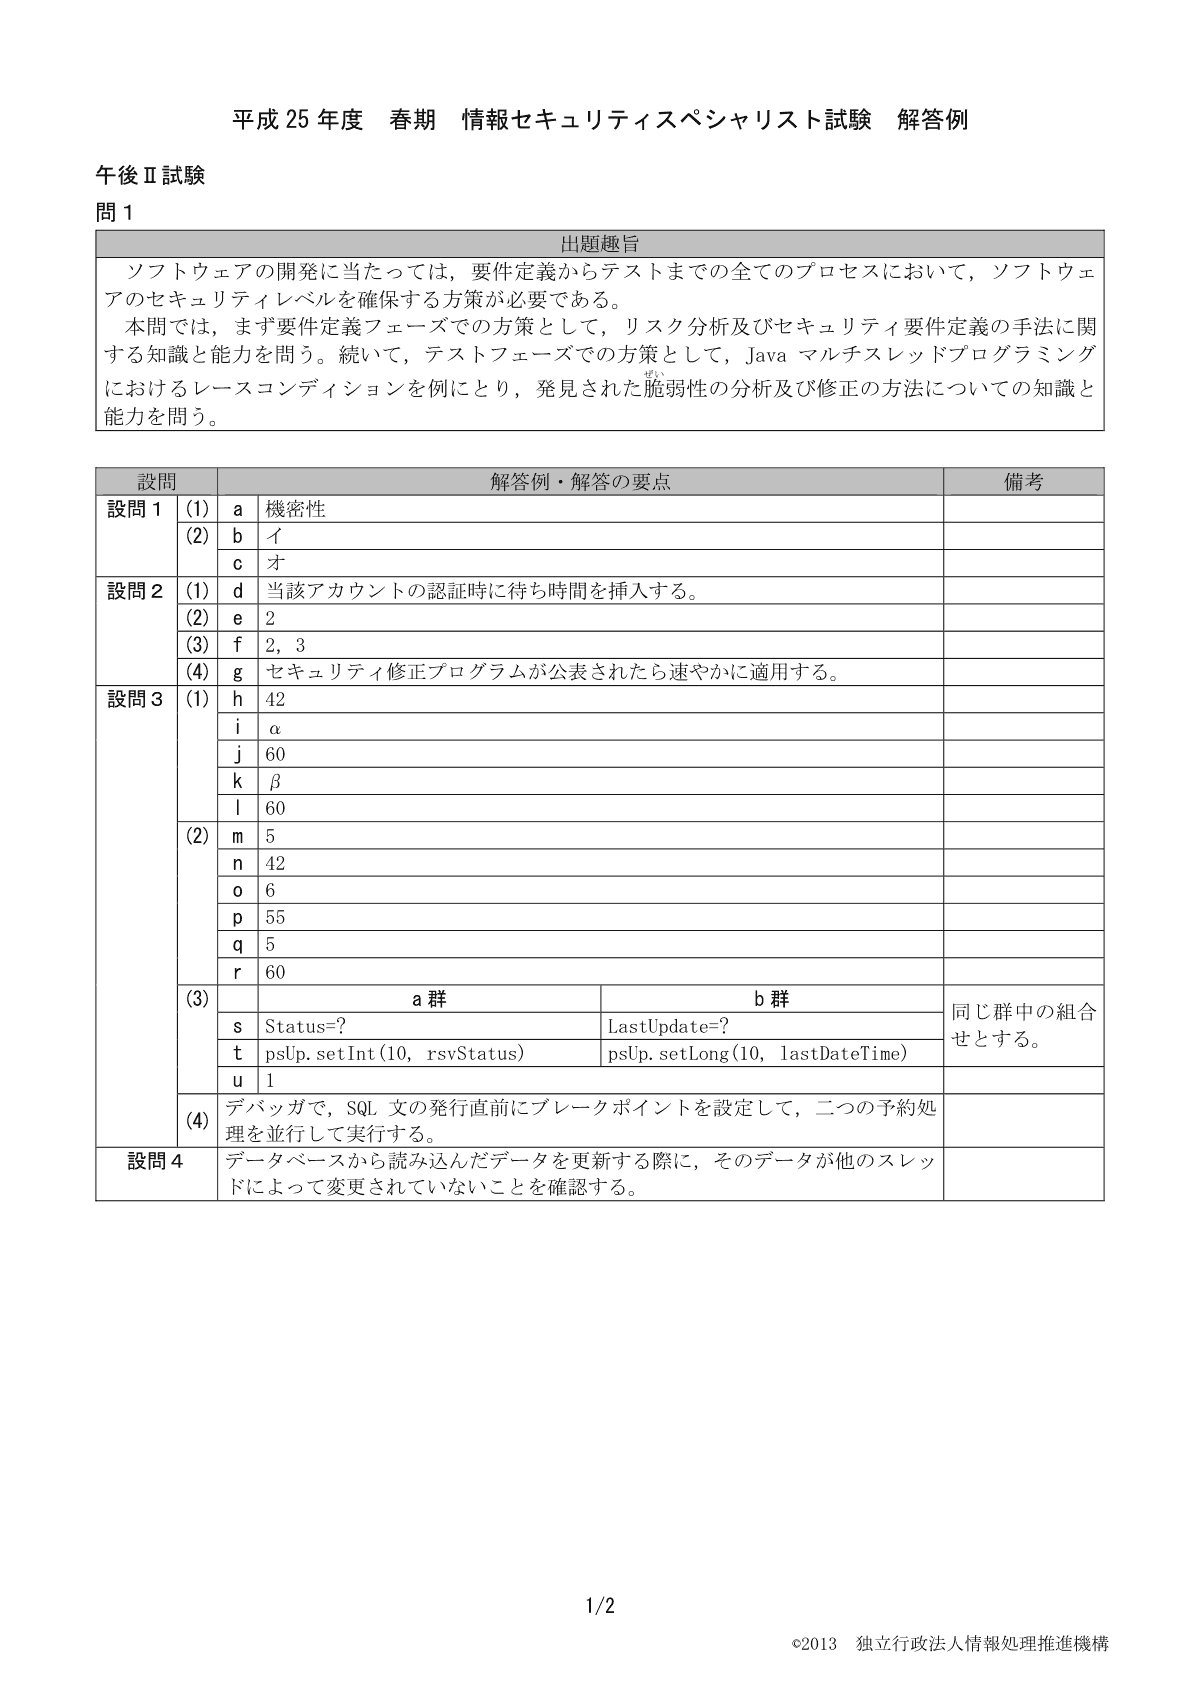 平成 25 年度　春期　情報セキュリティスペシャリスト試験　解答例
午後Ⅱ試験
問１
出題趣旨
ソフトウェアの開発に当たっては，要件定義からテストまでの全てのプロセスにおいて，ソフトウェ
アのセキュリティレベルを確保する方策が必要である。
本問では，まず要件定義フェーズでの方策として，リスク分析及びセキュリティ要件定義の手法に関
する知識と能力を問う。続いて，テストフェーズでの方策として，Java マルチスレッドプログラミング
ぜい
におけるレースコンディションを例にとり，発見された脆弱性の分析及び修正の方法についての知識と
能力を問う。
設問 解答例・解答の要点 備考
設問１ (1) a 機密性
(2) b イ
c オ
設問２ (1) d 当該アカウントの認証時に待ち時間を挿入する。
(2) e 2
(3) f 2，3
(4) g セキュリティ修正プログラムが公表されたら速やかに適用する。
設問３ (1) h 42
i α
j 60
k β
l 60
(2) m 5
n 42
o 6
p 55
q 5
r 60
(3) a 群 b 群 同じ群中の組合
せとする。
s Status=? LastUpdate=?
t psUp.setInt(10, rsvStatus) psUp.setLong(10, lastDateTime)
u 1
(4) デバッガで，SQL 文の発行直前にブレークポイントを設定して，二つの予約処
理を並行して実行する。
設問４ データベースから読み込んだデータを更新する際に，そのデータが他のスレッ
ドによって変更されていないことを確認する。
1/2
©2013　独立行政法人情報処理推進機構